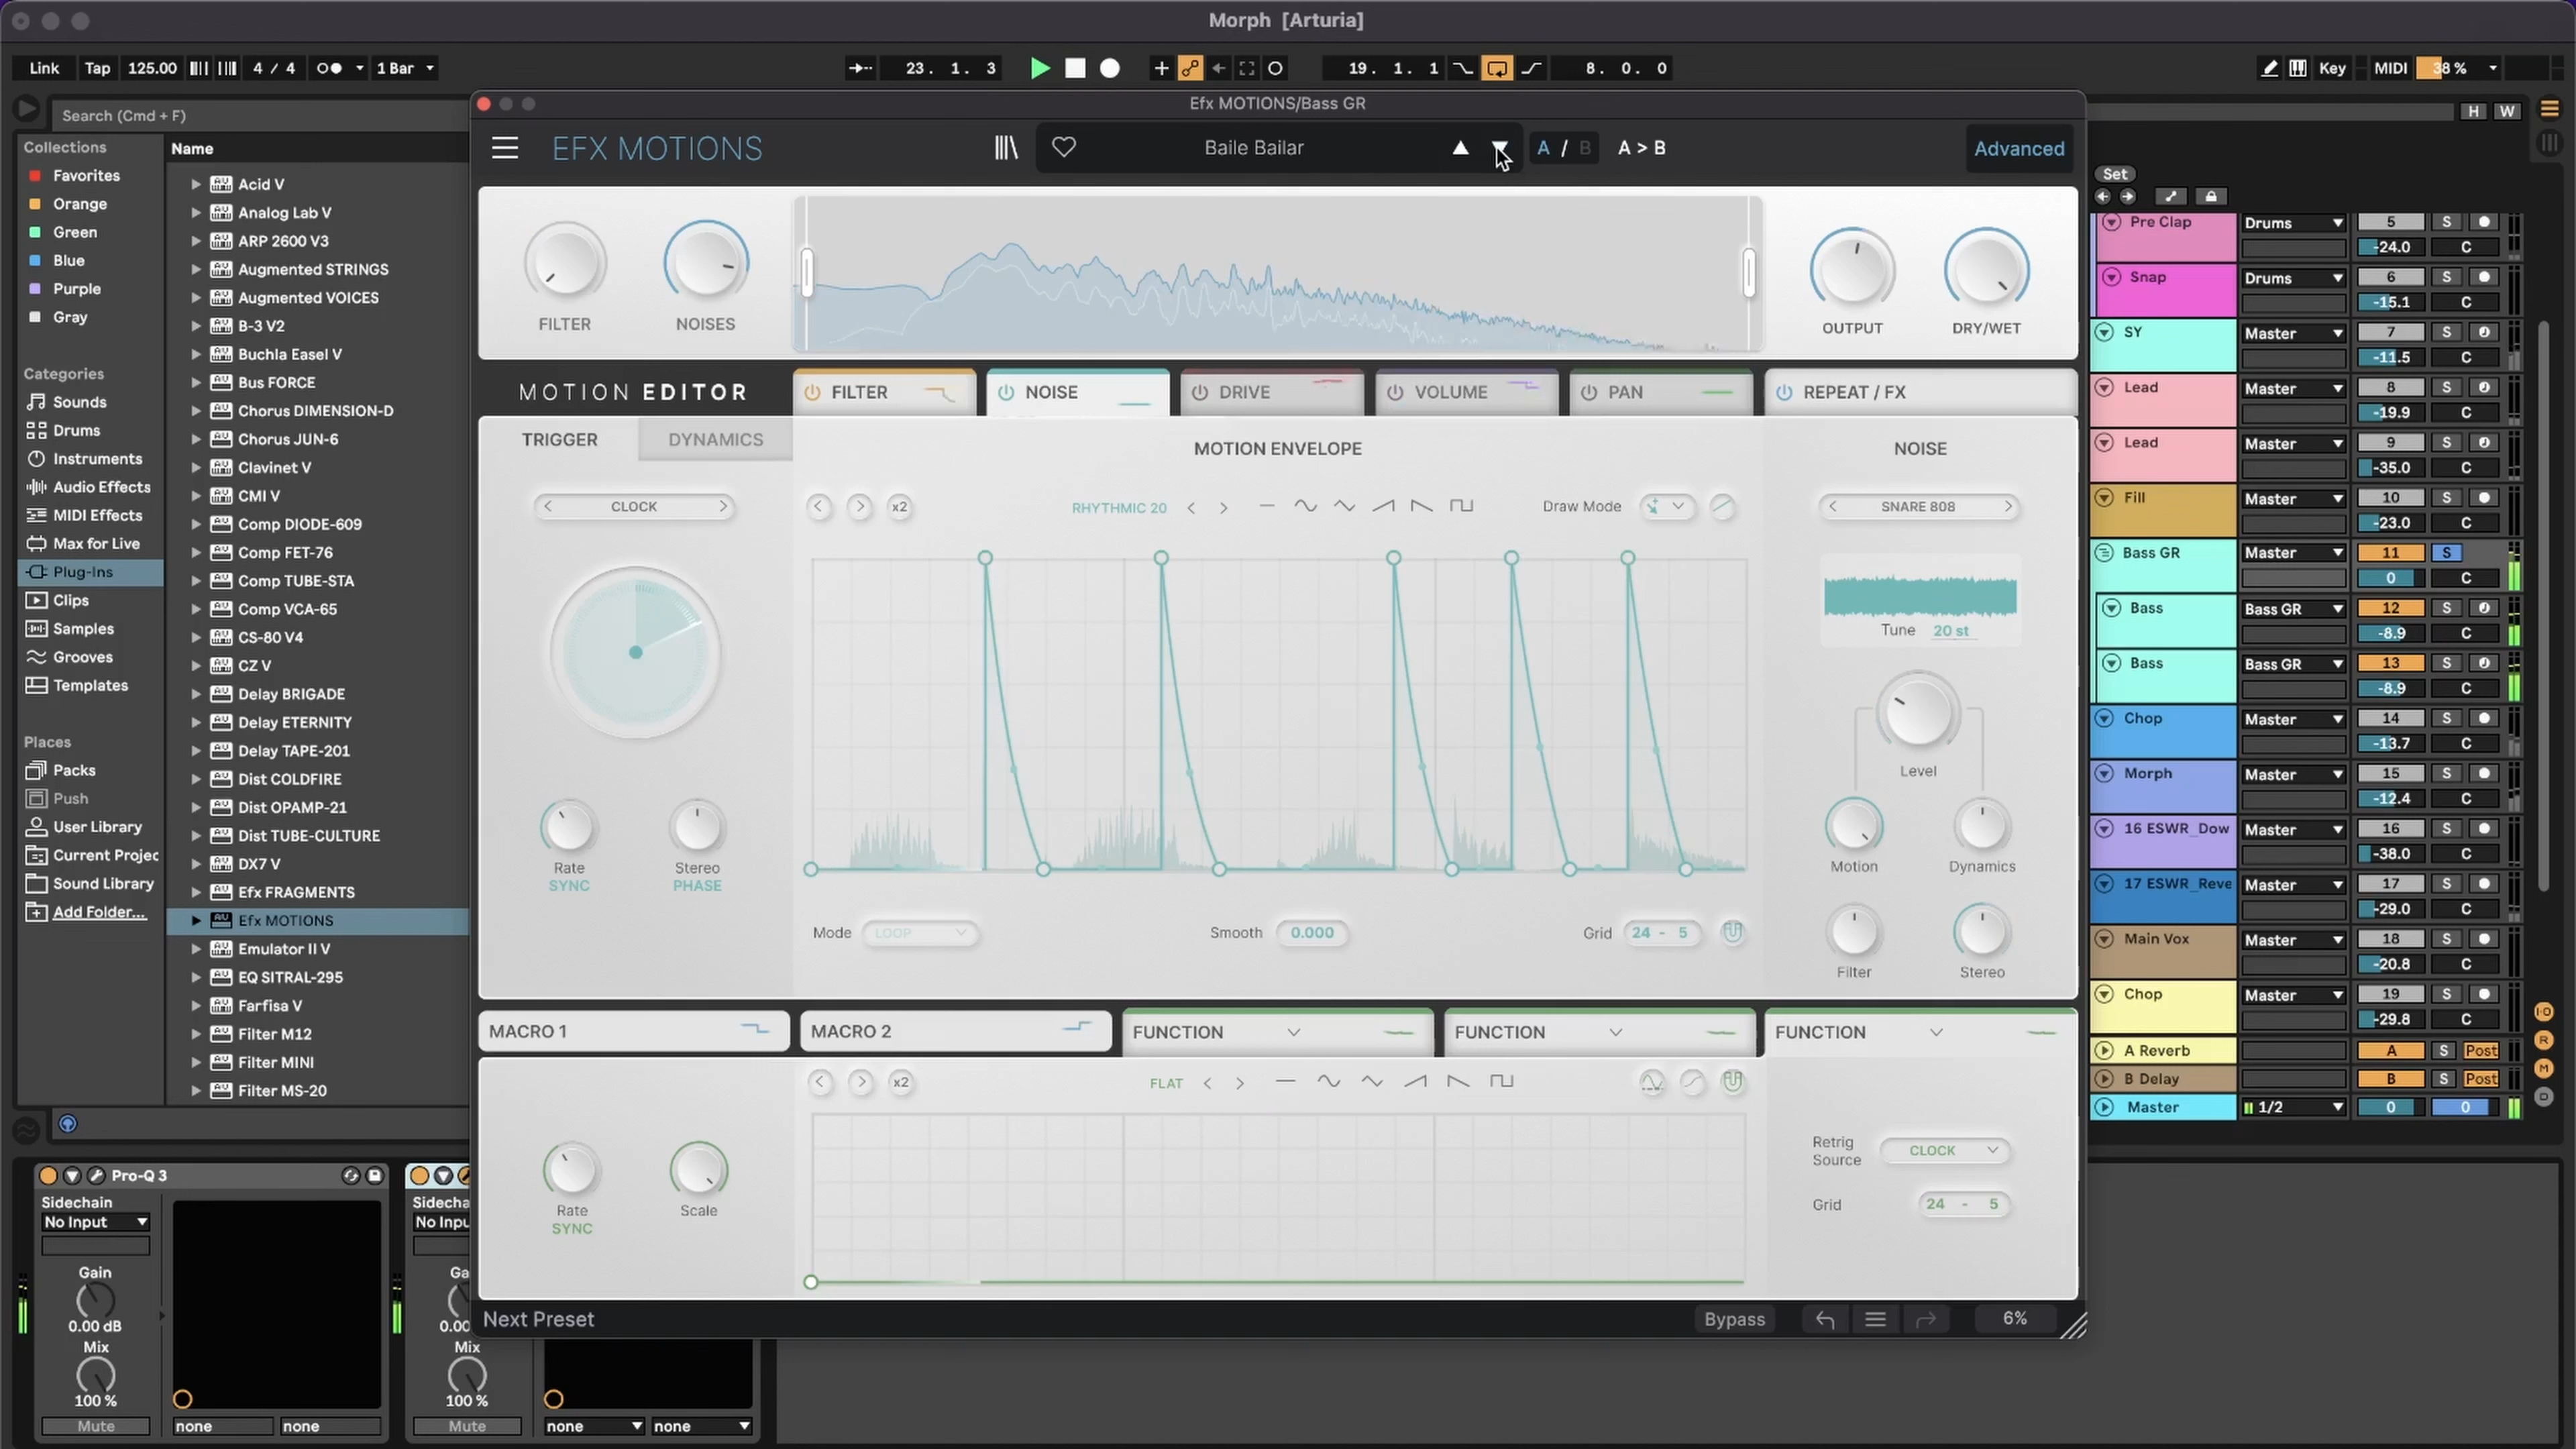 Morph [Arturia]
Link Tap 125.00 4 / 4 1 Bar 23. 1. 3 19. 1. 1 8. 0. 0 Key MIDI 38 %
Search (Cmd + F)
Collections
Favorites
Orange
Green
Blue
Purple
Gray
Categories
Sounds
Drums
Instruments
Audio Effects
MIDI Effects
Max for Live
Plug-Ins
Clips
Samples
Grooves
Templates
Places
Packs
Push
User Library
Current Projec
Sound Library
Add Folder...
Name
Acid V
Analog Lab V
ARP 2600 V3
Augmented STRINGS
Augmented VOICES
B-3 V2
Buchla Easel V
Bus FORCE
Chorus DIMENSION-D
Chorus JUN-6
Clavinet V
CMI V
Comp DIODE-609
Comp FET-76
Comp TUBE-STA
Comp VCA-65
CS-80 V4
CZ V
Delay BRIGADE
Delay ETERNITY
Delay TAPE-201
Dist COLDFIRE
Dist OPAMP-21
Dist TUBE-CULTURE
DX7 V
Efx FRAGMENTS
Efx MOTIONS
Emulator II V
EQ SITRAL-295
Farfisa V
Filter M12
Filter MINI
Filter MS-20
Efx MOTIONS/Bass GR
EFX MOTIONS Baile Bailar A / B A > B Advanced
FILTER NOISES OUTPUT DRY/WET
MOTION EDITOR FILTER NOISE DRIVE VOLUME PAN REPEAT / FX
TRIGGER DYNAMICS MOTION ENVELOPE NOISE
CLOCK x2 RHYTHMIC 20 Draw Mode SNARE 808
Tune 20 st
Level
Rate Stereo Motion Dynamics
SYNC PHASE
Mode LOOP Smooth 0.000 Grid 24 - 5
Filter Stereo
MACRO 1 MACRO 2 FUNCTION FUNCTION FUNCTION
x2 FLAT
Retrig Source CLOCK
Rate Scale Grid 24 - 5
SYNC
Next Preset Bypass 6%
H W
Set
Pre Clap Drums 5 S
-24.0 C
Snap Drums 6 S
-15.1 C
SY Master 7 S
-11.5 C
Lead Master 8 S
-19.9 C
Lead Master 9 S
-35.0 C
Fill Master 10 S
-23.0 C
Bass GR Master 11 S
0 C
Bass Bass GR 12 S
-8.9 C
Bass Bass GR 13 S
-8.9 C
Chop Master 14 S
-13.7 C
Morph Master 15 S
-12.4 C
16 ESWR_Dow Master 16 S
-38.0 C
17 ESWR_Reve Master 17 S
-29.0 C
Main Vox Master 18 S
-20.8 C
Chop Master 19 S
-29.8 C
A Reverb A S Post
B Delay B S Post
Master 1/2 0 0
I·O
R
M
D
Pro-Q 3
Sidechain
No Input
Gain
0.00 dB
Mix
100 %
Mute none none
Sidecha
No Inpu
Ga
0.00
Mix
100 %
Mute none none